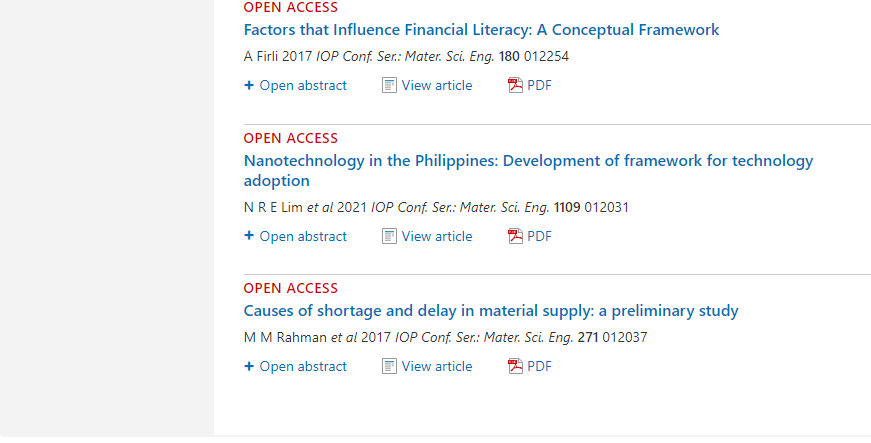 OPEN ACCESS
Factors that Influence Financial Literacy: A Conceptual Framework
A Firli 2017 IOP Conf. Ser.: Mater. Sci. Eng. 180 012254
+ Open abstract View article PDF
OPEN ACCESS
Nanotechnology in the Philippines: Development of framework for technology
adoption
N R E Lim et al 2021 IOP Conf. Ser.: Mater. Sci. Eng. 1109 012031
+ Open abstract View article PDF
OPEN ACCESS
Causes of shortage and delay in material supply: a preliminary study
M M Rahman et al 2017 IOP Conf. Ser.: Mater. Sci. Eng. 271 012037
+ Open abstract View article PDF